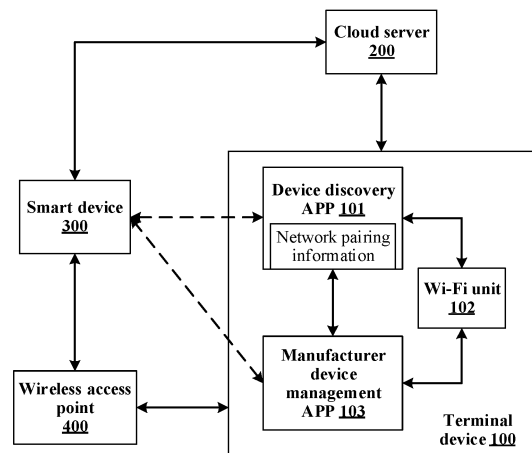 Cloud server
200
Device discovery
APP 101
Network pairing
information
Smart device
300
Wi-Fi unit
102
Manufacturer
device
management
APP 103
Wireless access
point
400
Terminal
device 100